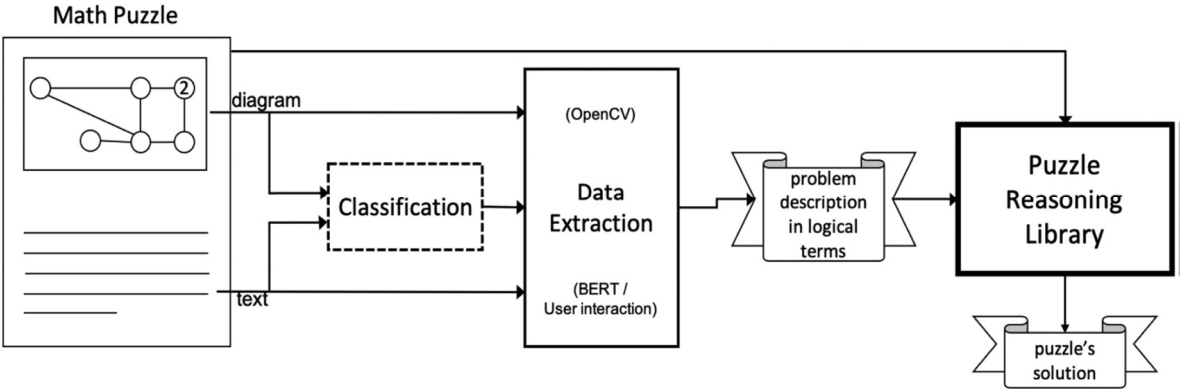 Math Puzzle
2
diagram
text
Classification
(OpenCV)
Data
Extraction
(BERT /
User interaction)
problem
description
in logical
terms
Puzzle
Reasoning
Library
puzzle's
solution